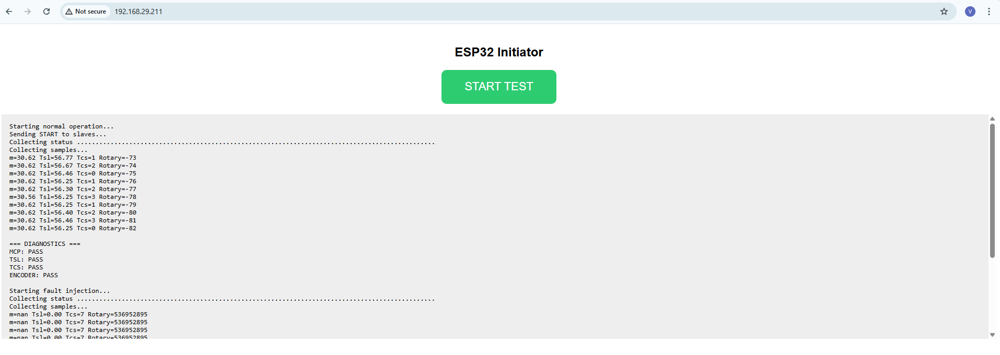 Not secure 192.168.29.211
V
ESP32 Initiator
START TEST
Starting normal operation...
Sending START to slaves...
Collecting status ................................................................................................
Collecting samples...
m=30.62 Tsl=56.77 Tcs=1 Rotary=-73
m=30.62 Tsl=56.67 Tcs=2 Rotary=-74
m=30.62 Tsl=56.46 Tcs=0 Rotary=-75
m=30.62 Tsl=56.25 Tcs=1 Rotary=-76
m=30.62 Tsl=56.30 Tcs=2 Rotary=-77
m=30.56 Tsl=56.25 Tcs=3 Rotary=-78
m=30.62 Tsl=56.25 Tcs=1 Rotary=-79
m=30.62 Tsl=56.40 Tcs=2 Rotary=-80
m=30.62 Tsl=56.46 Tcs=3 Rotary=-81
m=30.62 Tsl=56.25 Tcs=0 Rotary=-82
=== DIAGNOSTICS ===
MCP: PASS
TSL: PASS
TCS: PASS
ENCODER: PASS
Starting fault injection...
Collecting status ................................................................................................
Collecting samples...
m=nan Tsl=0.00 Tcs=7 Rotary=536952895
m=nan Tsl=0.00 Tcs=7 Rotary=536952895
m=nan Tsl=0.00 Tcs=7 Rotary=536952895
m=nan Tsl=0.00 Tcs=7 Rotary=536952895